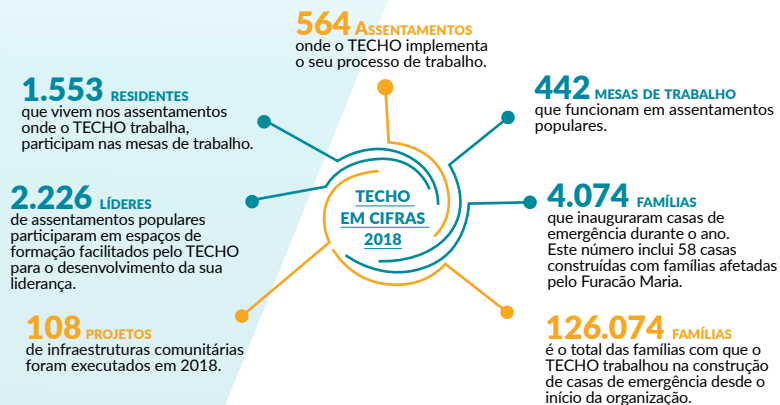 564 ASSENTAMENTOS
onde o TECHO implementa
o seu processo de trabalho.
1.553 RESIDENTES
que vivem nos assentamentos
onde o TECHO trabalha,
participam nas mesas de trabalho.
442 MESAS DE TRABALHO
que funcionam em assentamentos
populares.
2.226 LÍDERES
de assentamentos populares
participaram em espaços de
formação facilitados pelo TECHO
para o desenvolvimento da sua
liderança.
TECHO
EM CIFRAS
2018
4.074 FAMÍLIAS
que inauguraram casas de
emergência durante o ano.
Este número inclui 58 casas
construídas com famílias afetadas
pelo Furacão Maria.
108 PROJETOS
de infraestruturas comunitárias
foram executados em 2018.
126.074 FAMÍLIAS
é o total das famílias com que o
TECHO trabalhou na construção
de casas de emergência desde o
início da organização.